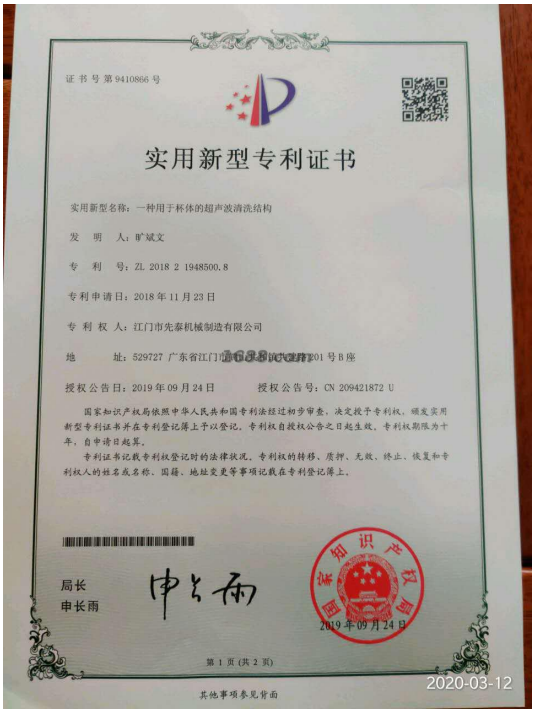 证书号第9410866号
实用新型专利证书
实用新型名称：一种用于杯体的超声波清洗结构
发明人：旷斌文
专利号：ZL 2018 2 1948500.8
专利申请日：2018年11月23日
专利权人：江门市先泰机械制造有限公司
地址：529727 广东省江门市 201号B座
1688.com
授权公告日：2019年09月24日 授权公告号：CN 209421872 U
国家知识产权局依照中华人民共和国专利法经过初步审查，决定授予专利权，颁发实用
新型专利证书并在专利登记簿上予以登记。专利权自授权公告之日起生效。专利权期限为十
年，自申请日起算。
专利证书记载专利权登记时的法律状况。专利权的转移、质押、无效、终止、恢复和专
利权人的姓名或名称、国籍、地址变更等事项记载在专利登记簿上。
局长
申长雨
申长雨
国家知识产权局
2019年09月24日
第1页(共2页)
其他事项参见背面
2020-03-12